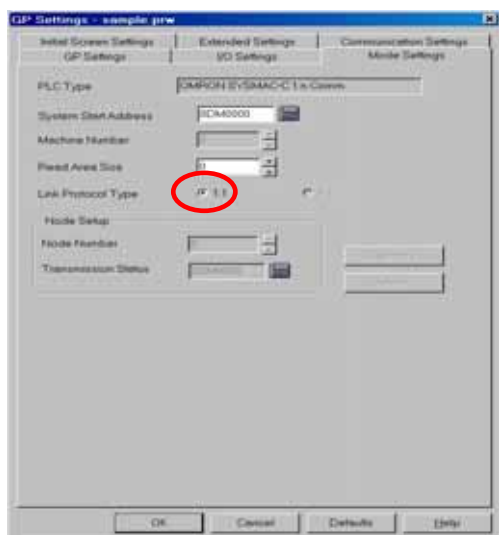 GP Settings - sample.prw
Initial Screen Settings Extended Settings Communication Settings
GP Settings I/O Settings Mode Settings
PLC Type OMRON SYSMAC-C 1:n Comm.
System Start Address
Machine Number
Read Area Size 0
Link Protocol Type 1:1
Node Setup
Node Number
Transmission Status
OK Cancel Defaults Help